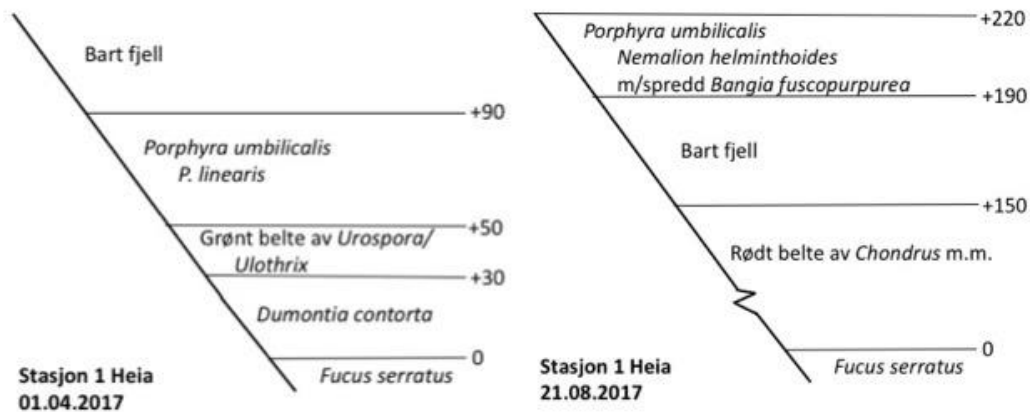 Bart fjell
+90
Porphyra umbilicalis
P. linearis
+50
Grønt belte av Urospora/
Ulothrix
+30
Dumontia contorta
0
Fucus serratus
Stasjon 1 Heia
01.04.2017
+220
Porphyra umbilicalis
Nemalion helminthoides
m/spredd Bangia fuscopurpurea
+190
Bart fjell
+150
Rødt belte av Chondrus m.m.
0
Fucus serratus
Stasjon 1 Heia
21.08.2017